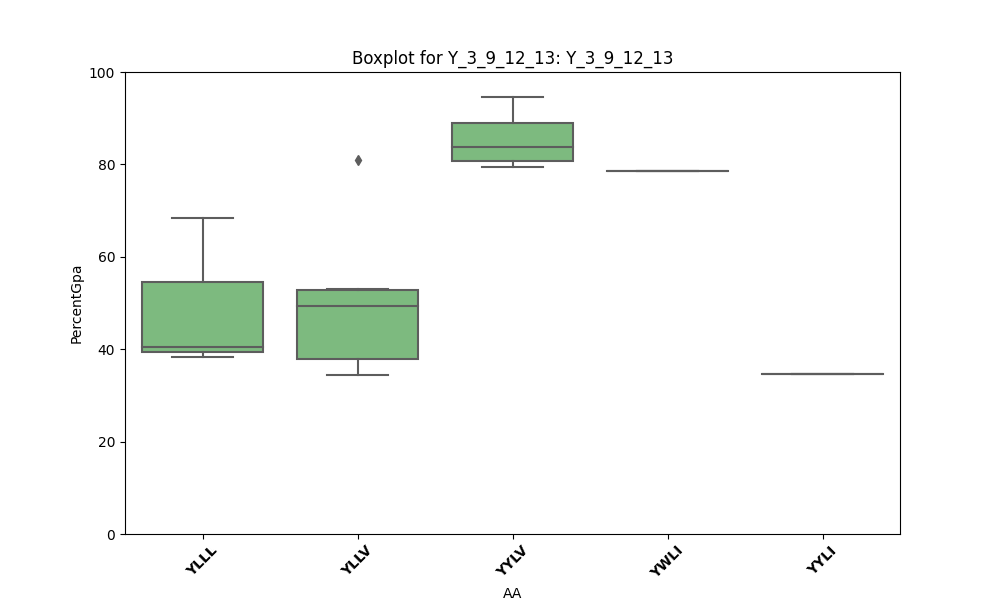 Boxplot for Y_3_9_12_13: Y_3_9_12_13
100
80
60
40
20
0
PercentGpa
YLLL
YLLV
YYLV
YWLI
YYLI
AA